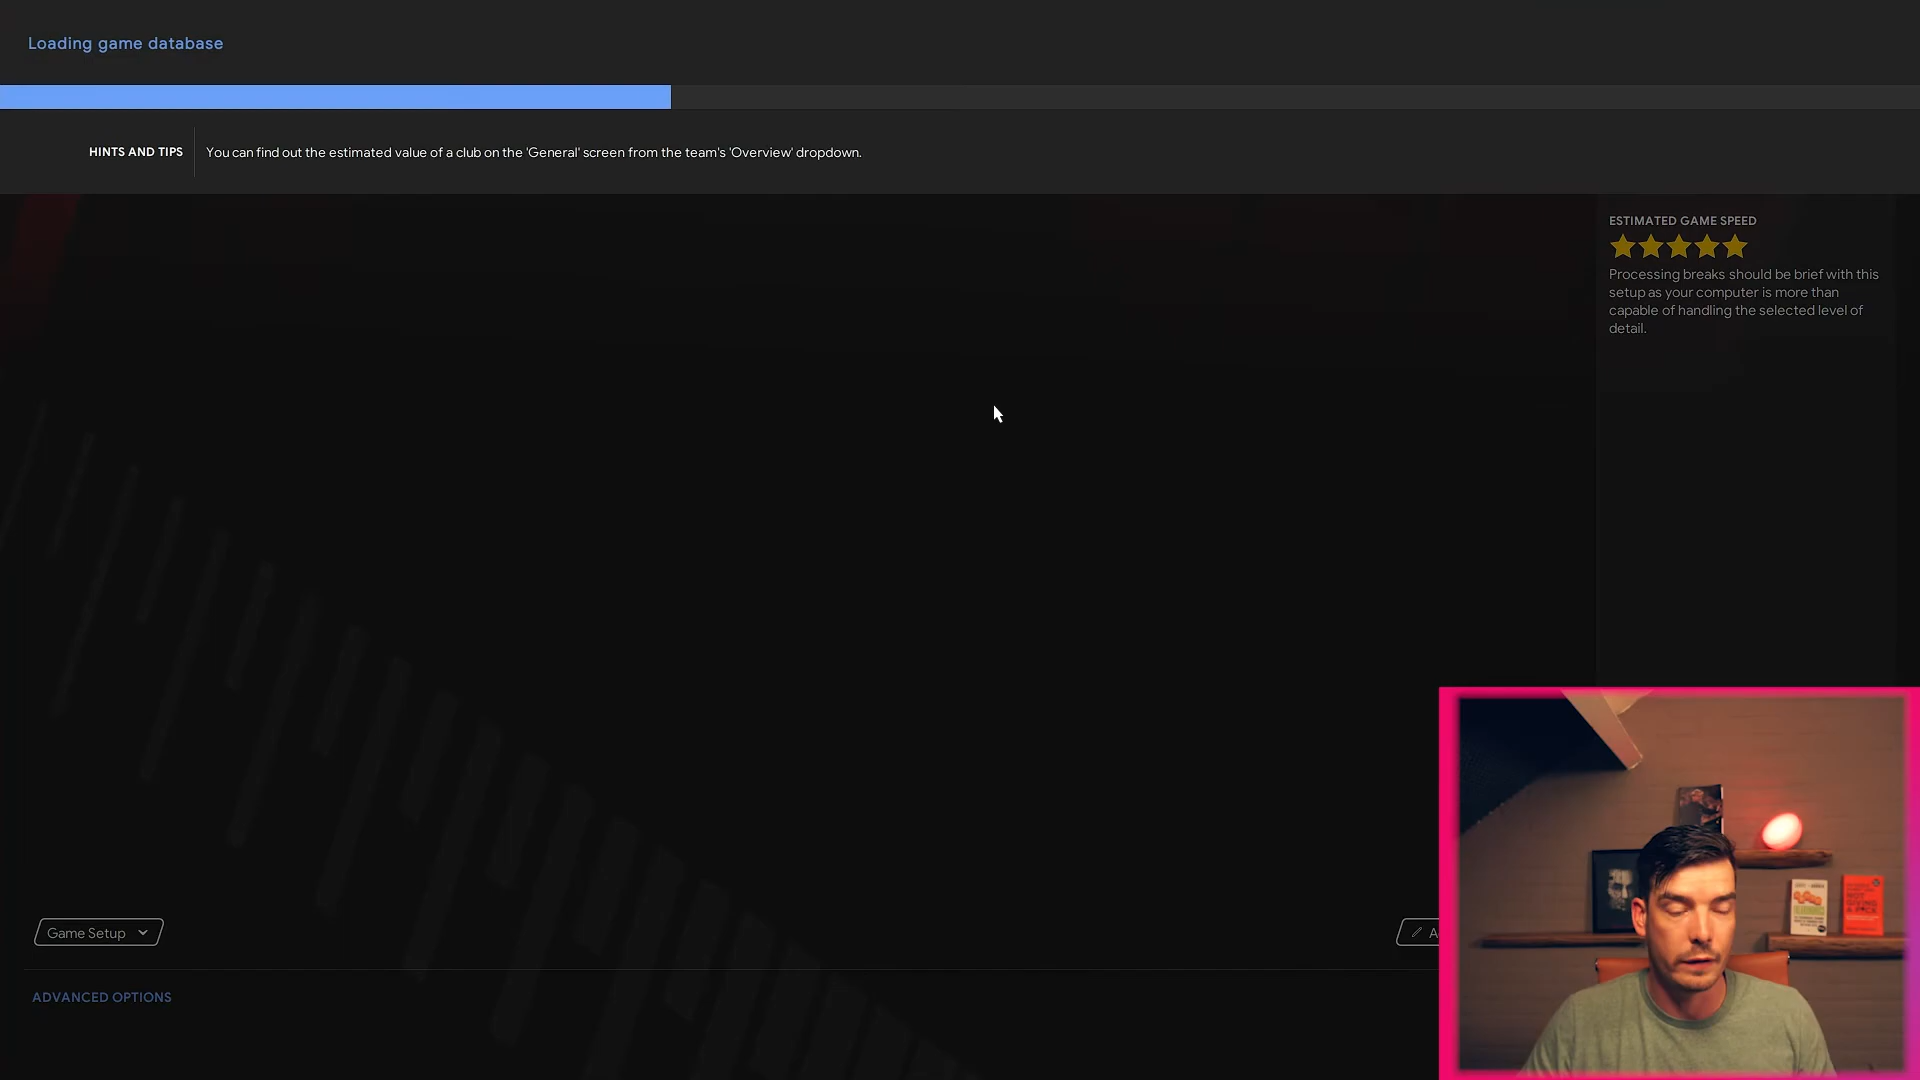 Loading game database
HINTS AND TIPS
You can find out the estimated value of a club on the 'General' screen from the team's 'Overview' dropdown.
ESTIMATED GAME SPEED
Processing breaks should be brief with this
setup as your computer is more than
capable of handling the selected level of
detail.
Game Setup
A
NOT
GIVING
ADVANCED OPTIONS